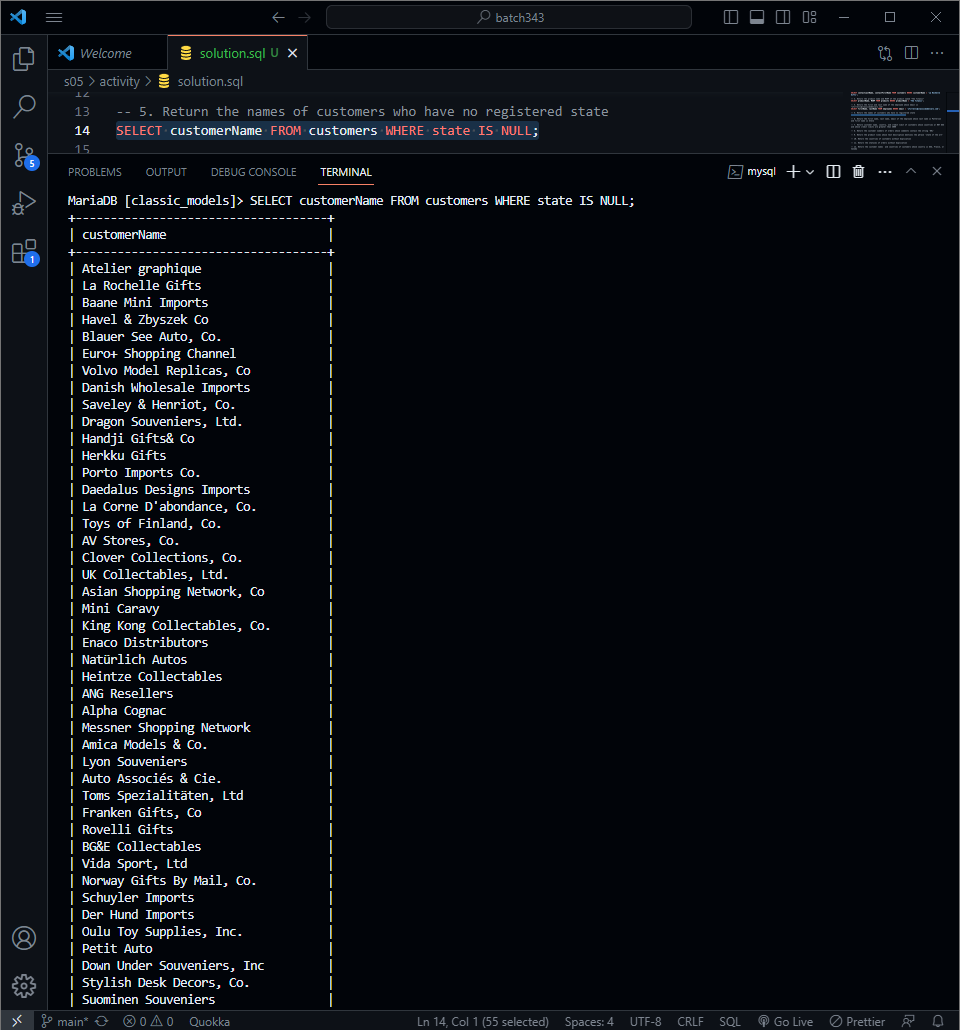 batch343
Welcome
solution.sql U
s05 > activity > solution.sql
12
13 -- 5. Return the names of customers who have no registered state
14 SELECT customerName FROM customers WHERE state IS NULL;
15
5
1
PROBLEMS OUTPUT DEBUG CONSOLE TERMINAL
mysql
MariaDB [classic_models]> SELECT customerName FROM customers WHERE state IS NULL;
+------------------------------------+
| customerName |
+------------------------------------+
| Atelier graphique |
| La Rochelle Gifts |
| Baane Mini Imports |
| Havel & Zbyszek Co |
| Blauer See Auto, Co. |
| Euro+ Shopping Channel |
| Volvo Model Replicas, Co |
| Danish Wholesale Imports |
| Saveley & Henriot, Co. |
| Dragon Souveniers, Ltd. |
| Handji Gifts& Co |
| Herkku Gifts |
| Porto Imports Co. |
| Daedalus Designs Imports |
| La Corne D'abondance, Co. |
| Toys of Finland, Co. |
| AV Stores, Co. |
| Clover Collections, Co. |
| UK Collectables, Ltd. |
| Asian Shopping Network, Co |
| Mini Caravy |
| King Kong Collectables, Co. |
| Enaco Distributors |
| Natürlich Autos |
| Heintze Collectables |
| ANG Resellers |
| Alpha Cognac |
| Messner Shopping Network |
| Amica Models & Co. |
| Lyon Souveniers |
| Auto Associés & Cie. |
| Toms Spezialitäten, Ltd |
| Franken Gifts, Co |
| Rovelli Gifts |
| BG&E Collectables |
| Vida Sport, Ltd |
| Norway Gifts By Mail, Co. |
| Schuyler Imports |
| Der Hund Imports |
| Oulu Toy Supplies, Inc. |
| Petit Auto |
| Down Under Souveniers, Inc |
| Stylish Desk Decors, Co. |
| Suominen Souveniers |
main* 0 0 Quokka Ln 14, Col 1 (55 selected) Spaces: 4 UTF-8 CRLF SQL Go Live Prettier